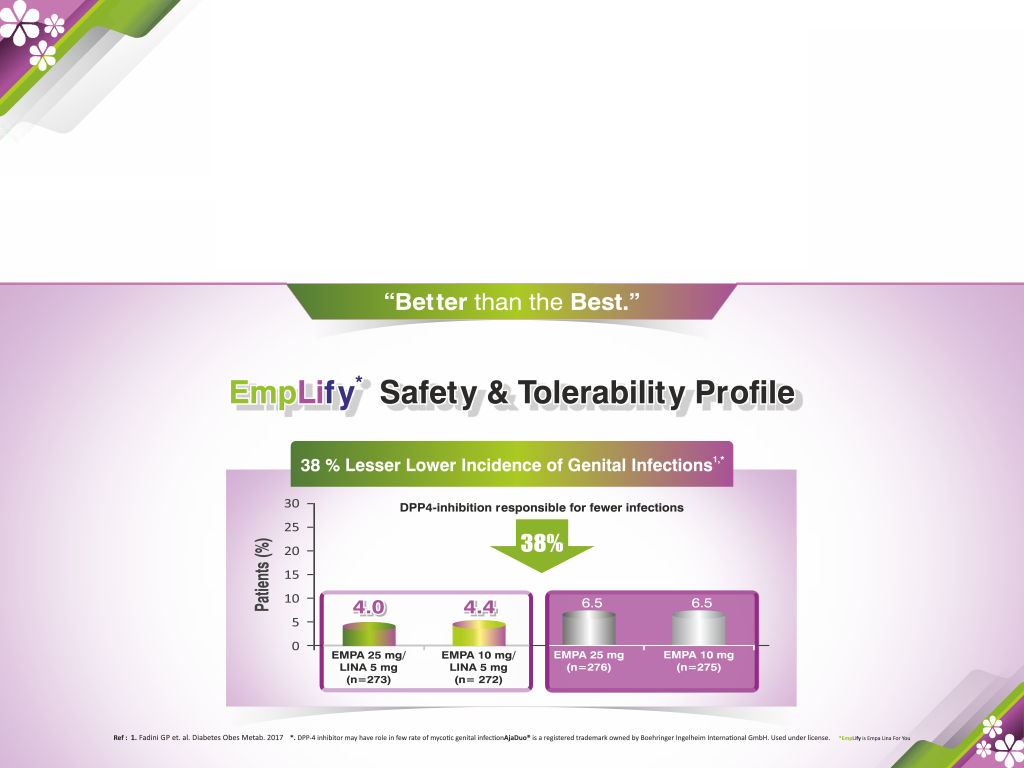 “Better than the Best.”
EmpLify* Safety & Tolerability Profile
38 % Lesser Lower Incidence of Genital Infections1,*
DPP4-inhibition responsible for fewer infections
38%
Patients (%)
30
25
20
15
10
5
0
4.0
4.4
6.5
6.5
EMPA 25 mg/
LINA 5 mg
(n=273)
EMPA 10 mg/
LINA 5 mg
(n= 272)
EMPA 25 mg
(n=276)
EMPA 10 mg
(n=275)
Ref : 1. Fadini GP et. al. Diabetes Obes Metab. 2017 *. DPP-4 inhibitor may have role in few rate of mycotic genital infectionAjaDuo® is a registered trademark owned by Boehringer Ingelheim International GmbH. Used under license. *EmpLify is Empa Lina For You